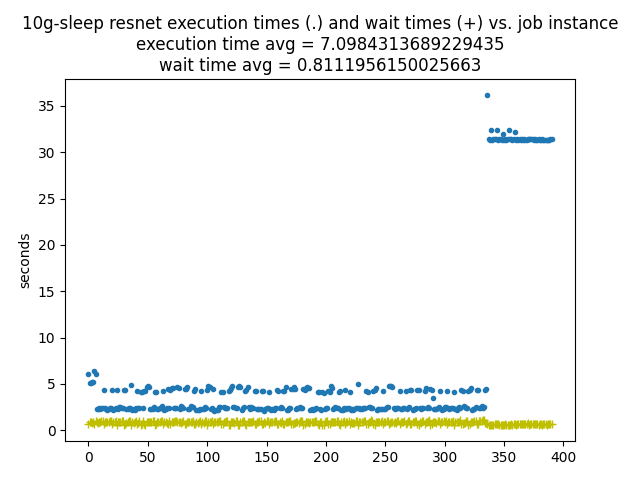 10g-sleep resnet execution times (.) and wait times (+) vs. job instance
execution time avg = 7.0984313689229435
wait time avg = 0.8111956150025663
35
30
25
20
15
10
5
0
seconds
0 50 100 150 200 250 300 350 400